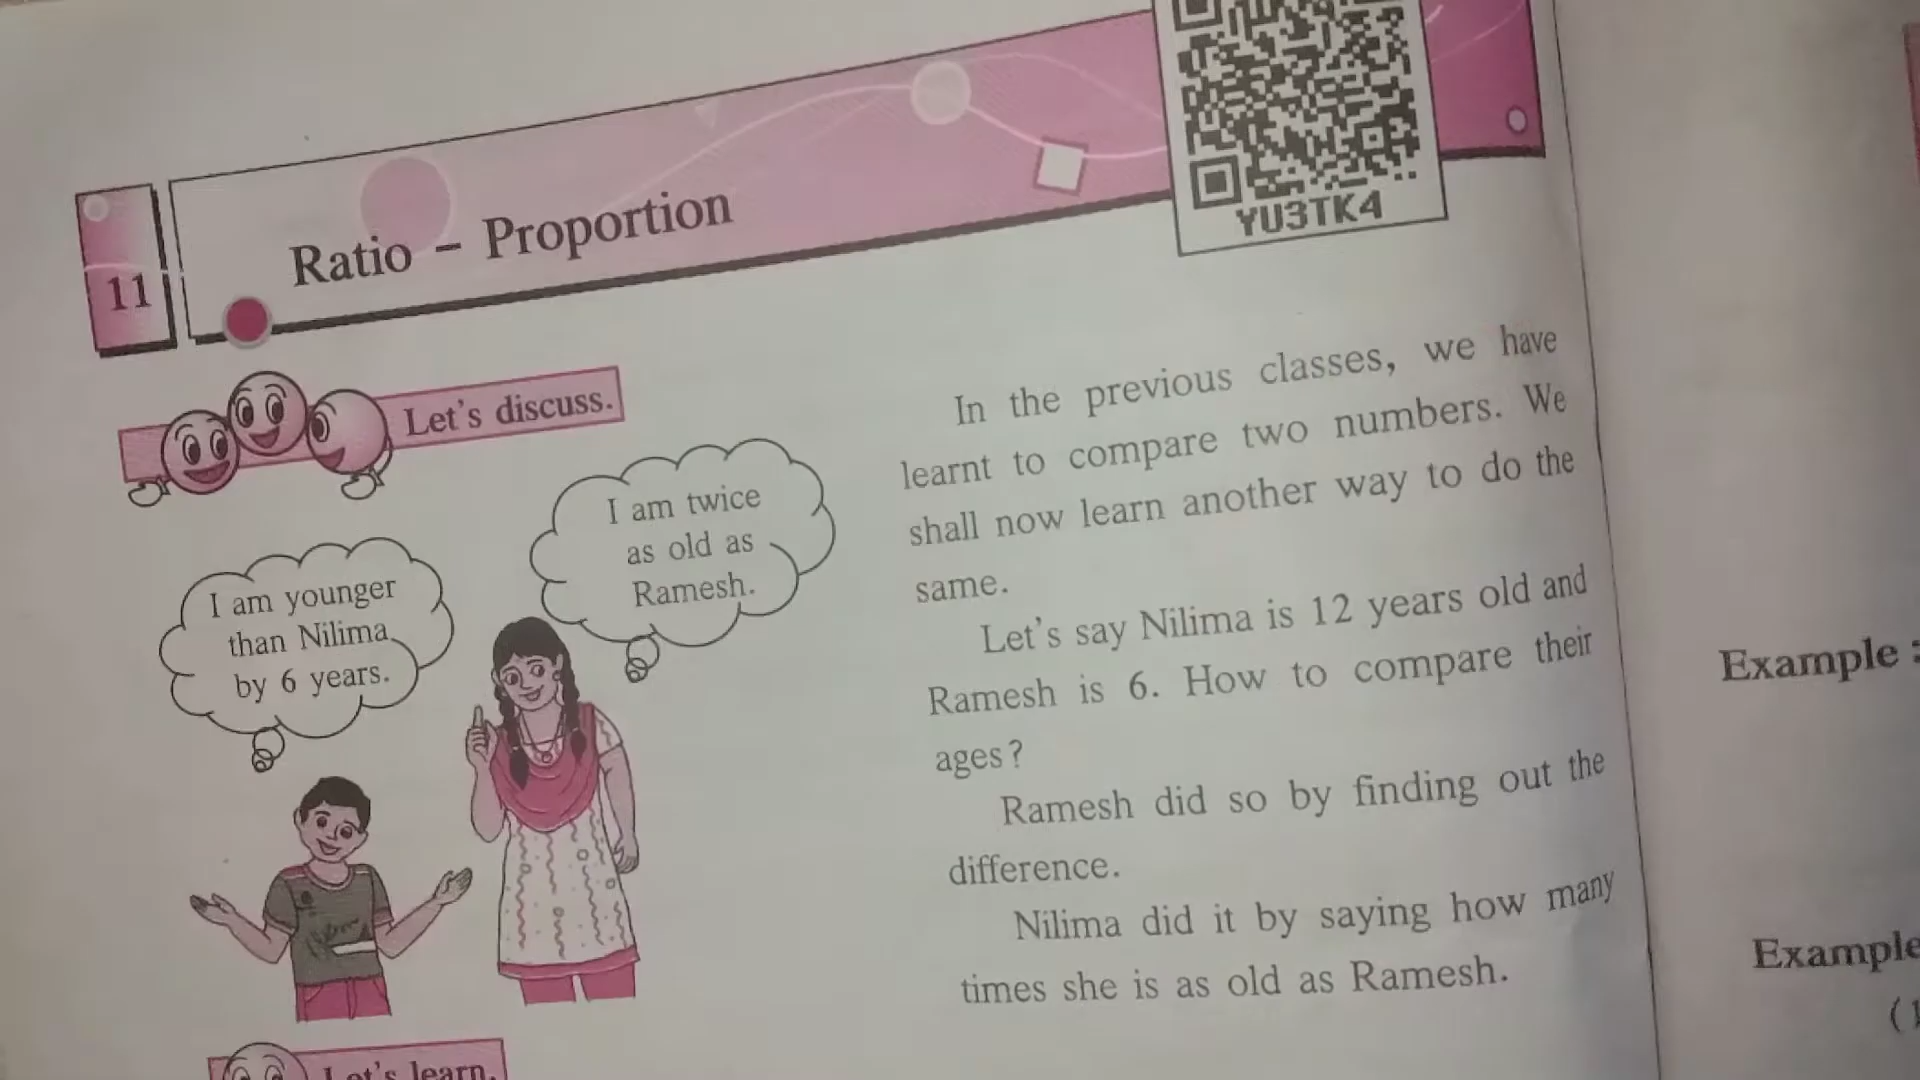 11
Ratio – Proportion
YU3TK4
Let's discuss.
I am younger
than Nilima
by 6 years.
I am twice
as old as
Ramesh.
In the previous classes, we have
learnt to compare two numbers. We
shall now learn another way to do the
same.
Let's say Nilima is 12 years old and
Ramesh is 6. How to compare their
ages?
Ramesh did so by finding out the
difference.
Nilima did it by saying how many
times she is as old as Ramesh.
Let's learn.
Example :
Example